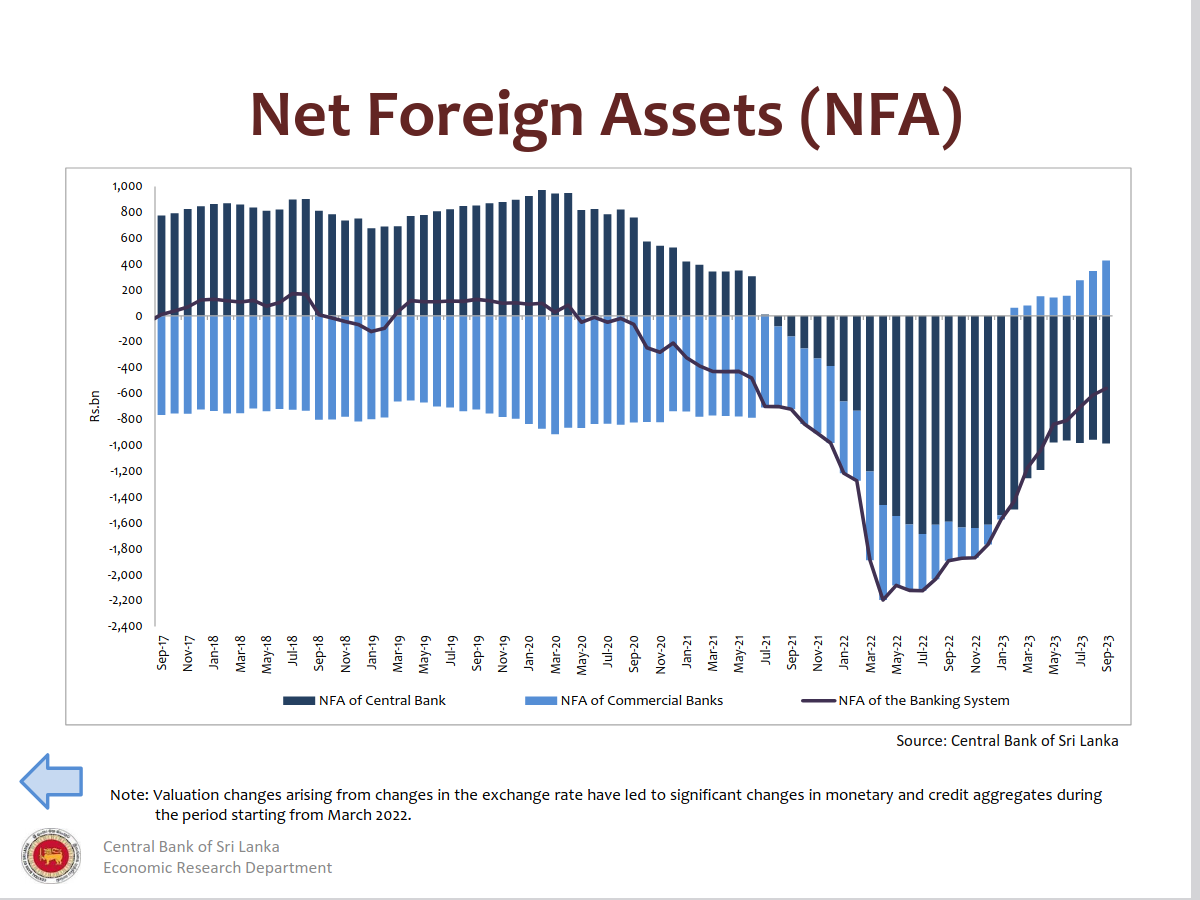 Net Foreign Assets (NFA)
1,000
800
600
400
200
0
-200
-400
-600
-800
-1,000
-1,200
-1,400
-1,600
-1,800
-2,000
-2,200
-2,400
Rs.bn
Sep-17
Nov-17
Jan-18
Mar-18
May-18
Jul-18
Sep-18
Nov-18
Jan-19
Mar-19
May-19
Jul-19
Sep-19
Nov-19
Jan-20
Mar-20
May-20
Jul-20
Sep-20
Nov-20
Jan-21
Mar-21
May-21
Jul-21
Sep-21
Nov-21
Jan-22
Mar-22
May-22
Jul-22
Sep-22
Nov-22
Jan-23
Mar-23
May-23
Jul-23
Sep-23
NFA of Central Bank
NFA of Commercial Banks
NFA of the Banking System
Source: Central Bank of Sri Lanka
Note: Valuation changes arising from changes in the exchange rate have led to significant changes in monetary and credit aggregates during
the period starting from March 2022.
Central Bank of Sri Lanka
Economic Research Department